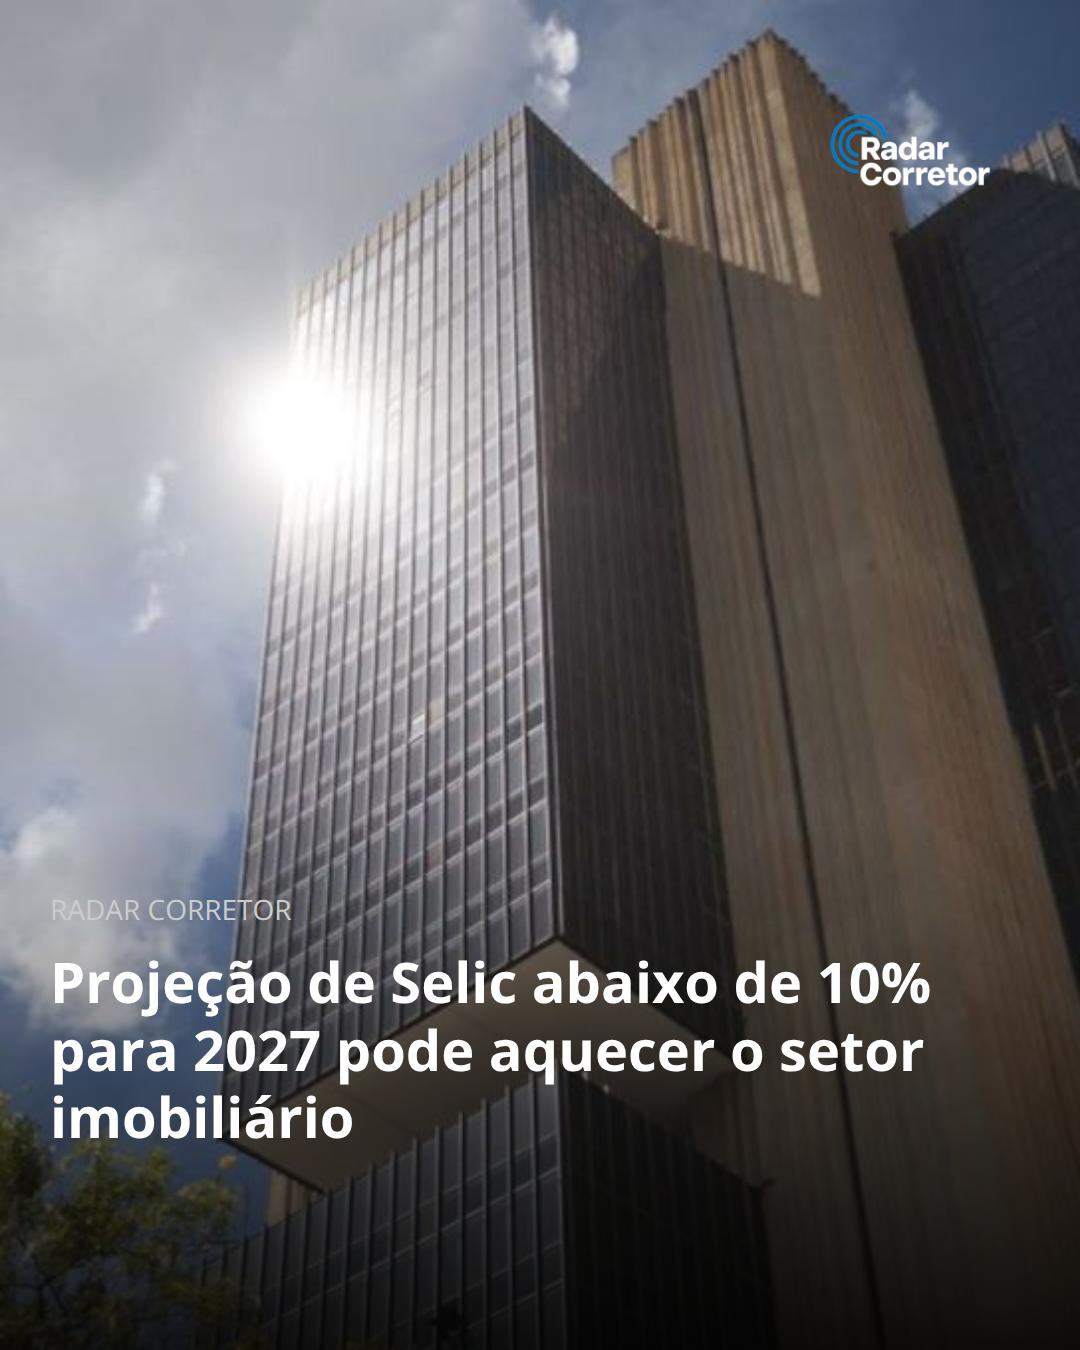 Radar
Corretor
RADAR CORRETOR
Projeção de Selic abaixo de 10%
para 2027 pode aquecer o setor
imobiliário